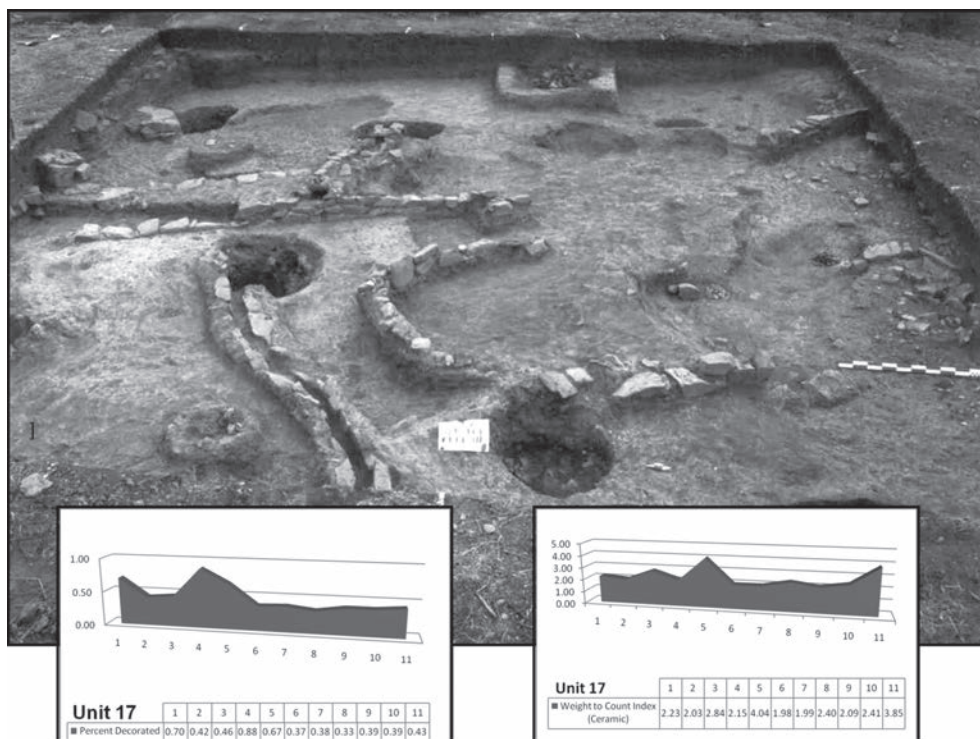 ]
1.00
0.50
0.00
1 2 3 4 5 6 7 8 9 10 11
Unit 17 1 2 3 4 5 6 7 8 9 10 11
Percent Decorated 0.70 0.42 0.46 0.88 0.67 0.37 0.38 0.33 0.39 0.39 0.43
5.00
4.00
3.00
2.00
1.00
0.00
1 2 3 4 5 6 7 8 9 10 11
Unit 17 1 2 3 4 5 6 7 8 9 10 11
Weight to Count Index
(Ceramic) 2.23 2.03 2.84 2.15 4.04 1.98 1.99 2.40 2.09 2.41 3.85